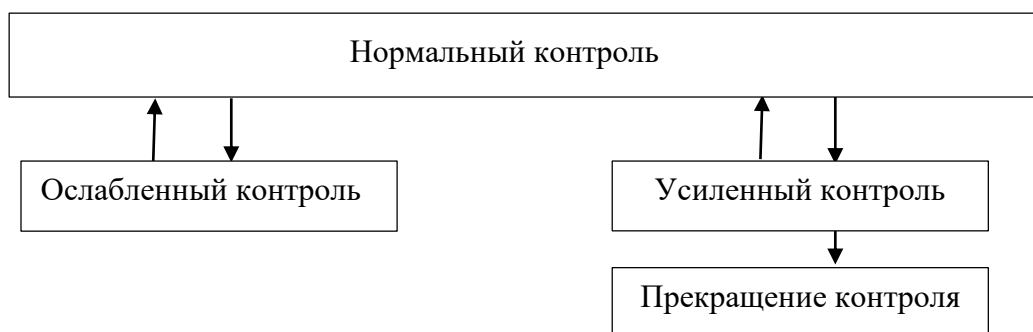 Нормальный контроль
Ослабленный контроль
Усиленный контроль
Прекращение контроля